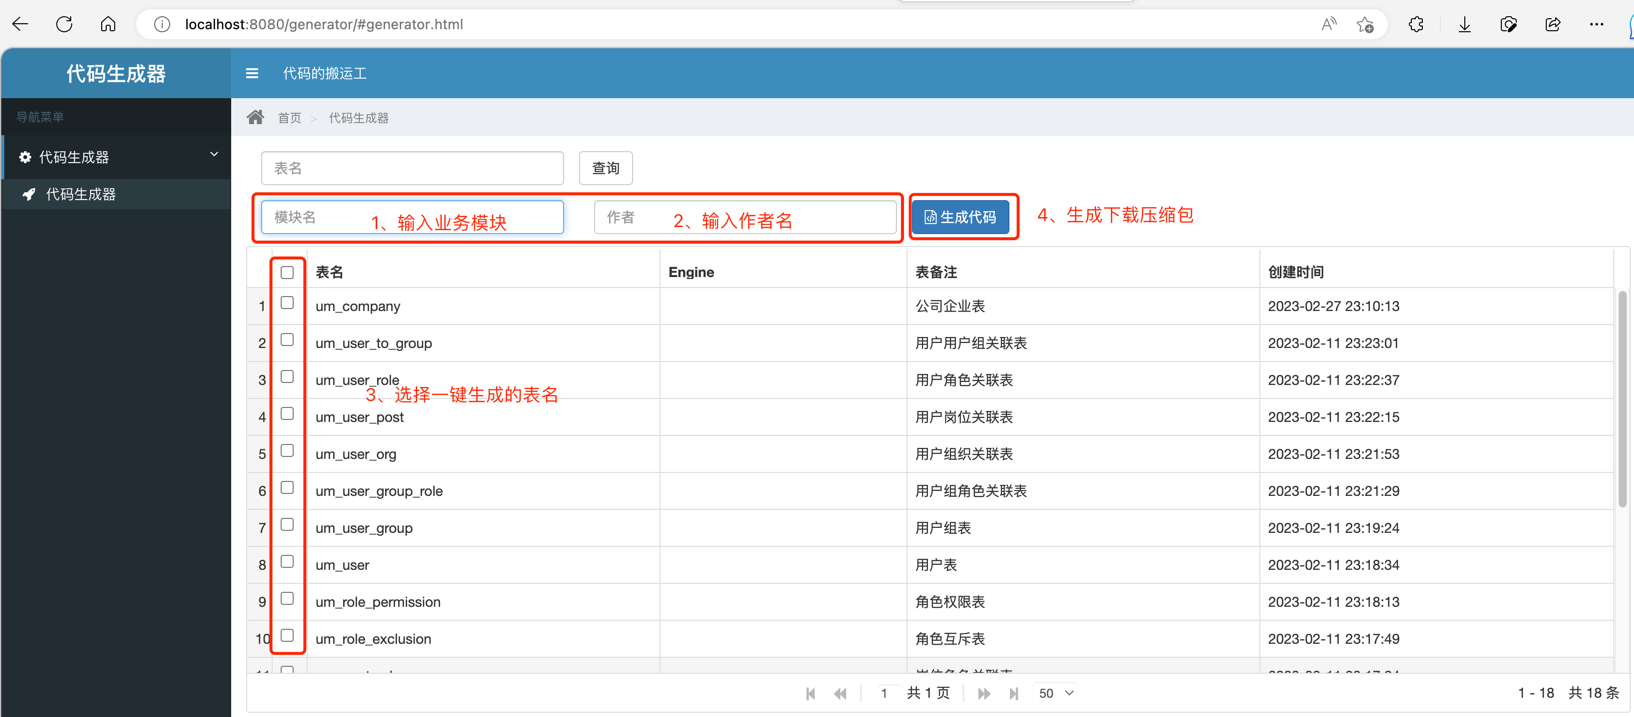 localhost:8080/generator/#generator.html
代码生成器
代码的搬运工
导航菜单
首页 > 代码生成器
代码生成器
代码生成器
表名 查询
模块名 1、输入业务模块 作者 2、输入作者名 生成代码 4、生成下载压缩包
表名 Engine 表备注 创建时间
1 um_company 公司企业表 2023-02-27 23:10:13
2 um_user_to_group 用户用户组关联表 2023-02-11 23:23:01
3 um_user_role 用户角色关联表 2023-02-11 23:22:37
3、选择一键生成的表名
4 um_user_post 用户岗位关联表 2023-02-11 23:22:15
5 um_user_org 用户组织关联表 2023-02-11 23:21:53
6 um_user_group_role 用户组角色关联表 2023-02-11 23:21:29
7 um_user_group 用户组表 2023-02-11 23:19:24
8 um_user 用户表 2023-02-11 23:18:34
9 um_role_permission 角色权限表 2023-02-11 23:18:13
10 um_role_exclusion 角色互斥表 2023-02-11 23:17:49
1 共 1 页 50 1 - 18 共 18 条